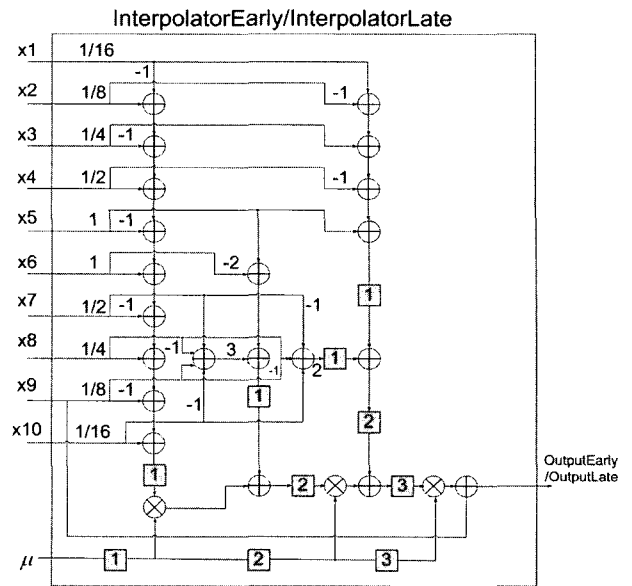 InterpolatorEarly/InterpolatorLate
x1 1/16
-1
x2 1/8 -1
x3 1/4 -1
x4 1/2 -1
x5 1 -1
x6 1 -2
x7 1/2 -1 -1
1
x8 1/4 -1 3 -1 2 1
x9 1/8 -1 -1 1
2
x10 1/16
1
2 3
OutputEarly
/OutputLate
μ 1 2 3